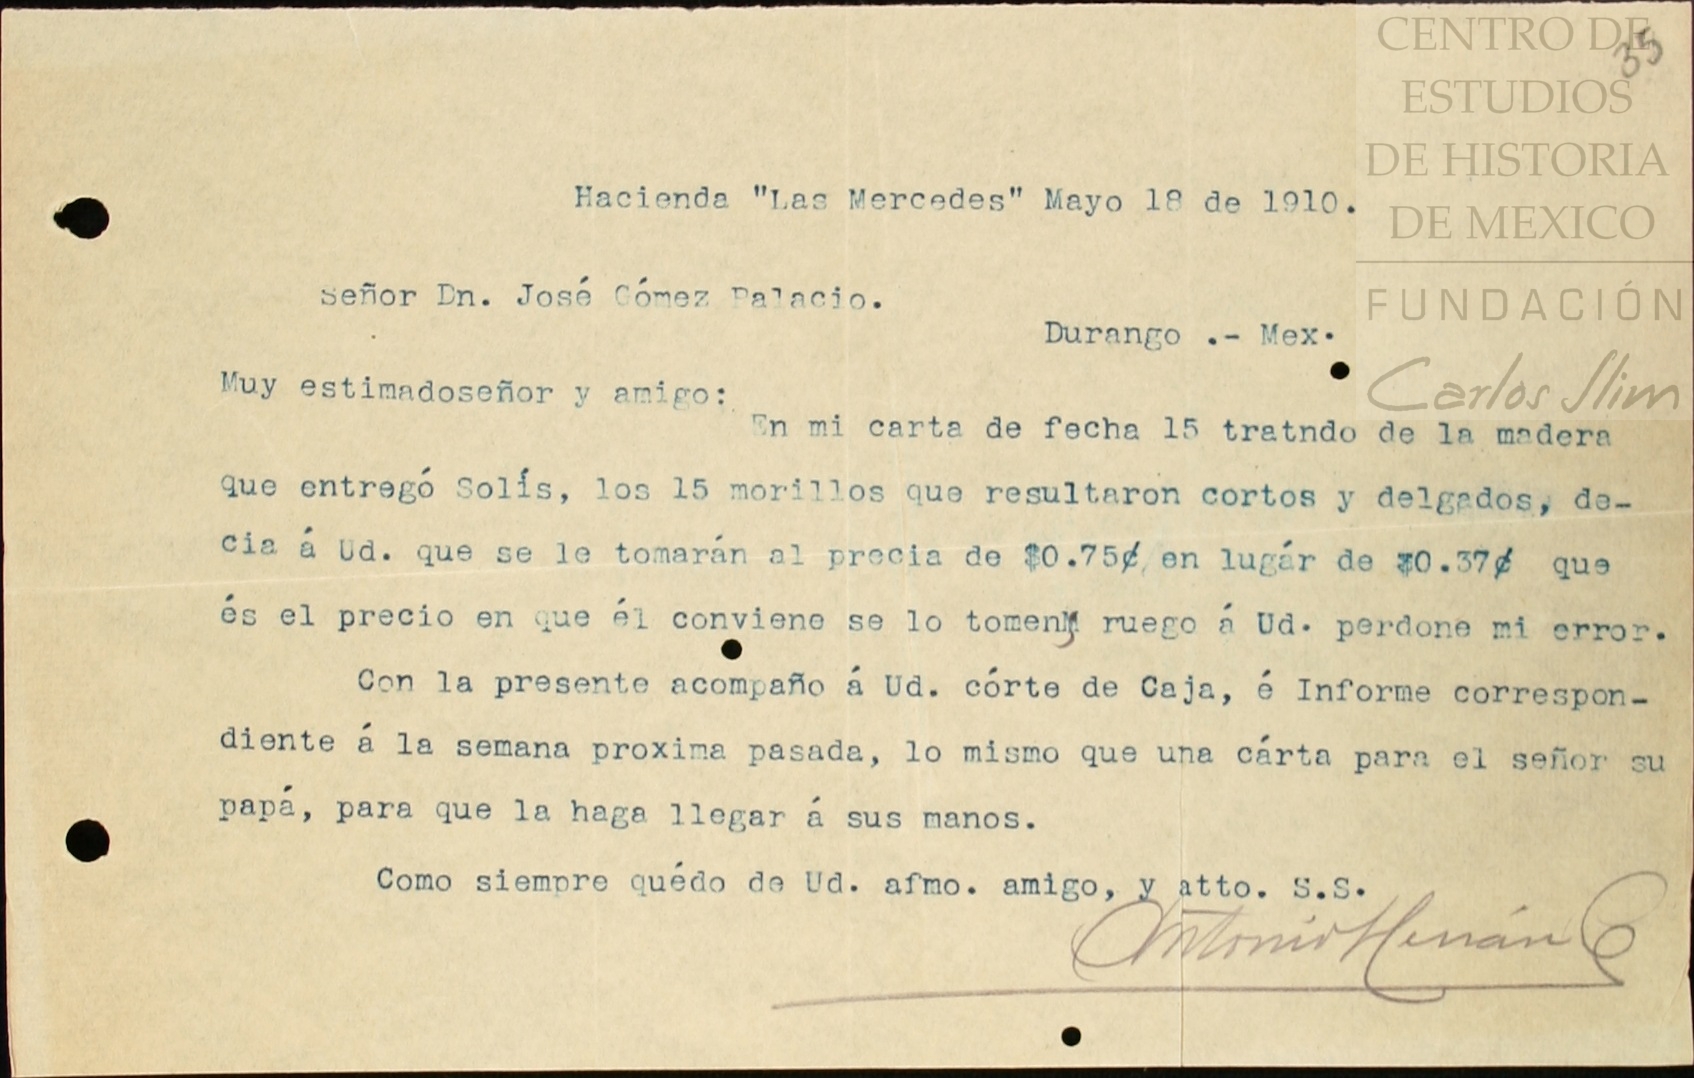 CENTRO DE
ESTUDIOS
DE HISTORIA
DE MEXICO
FUNDACIÓN
Carlos Slim
35
Hacienda "Las Mercedes" Mayo 18 de 1910.
Señor Dn. José Gómez Palacio.
Durango .- Mex.
Muy estimadoseñor y amigo:
En mi carta de fecha 15 tratndo de la madera
que entregó Solís, los 15 morillos que resultaron cortos y delgados, de-
cia á Ud. que se le tomarán al precia de $0.75¢ en lugár de $0.37¢ que
és el precio en que él conviene se lo tomen, ruego á Ud. perdone mi error.
Con la presente acompaño á Ud. córte de Caja, é Informe correspon-
diente á la semana proxima pasada, lo mismo que una cárta para el señor su
papá, para que la haga llegar á sus manos.
Como siempre quédo de Ud. afmo. amigo, y atto. S.S.
Antonio Hernán